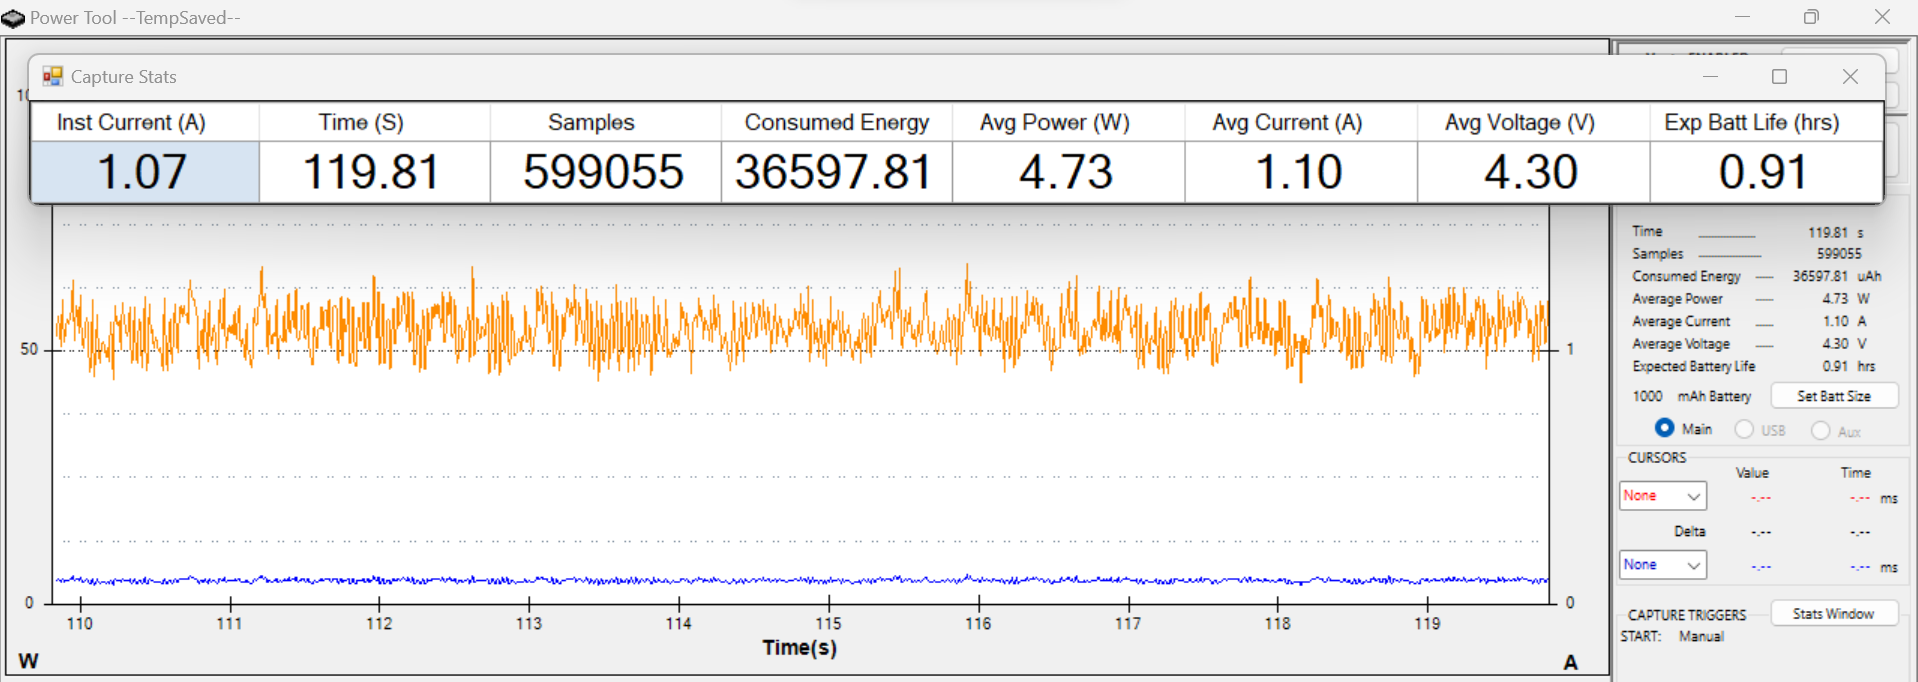 Power Tool --TempSaved--
Capture Stats
Inst Current (A) Time (S) Samples Consumed Energy Avg Power (W) Avg Current (A) Avg Voltage (V) Exp Batt Life (hrs)
1.07 119.81 599055 36597.81 4.73 1.10 4.30 0.91
50
0
1
0
110 111 112 113 114 115 116 117 118 119
Time(s)
W
A
Time 119.81 s
Samples 599055
Consumed Energy 36597.81 uAh
Average Power 4.73 W
Average Current 1.10 A
Average Voltage 4.30 V
Expected Battery Life 0.91 hrs
1000 mAh Battery Set Batt Size
Main USB Aux
CURSORS
Value Time
None -.-- -.-- ms
Delta -.-- -.--
None -.-- -.-- ms
CAPTURE TRIGGERS Stats Window
START: Manual